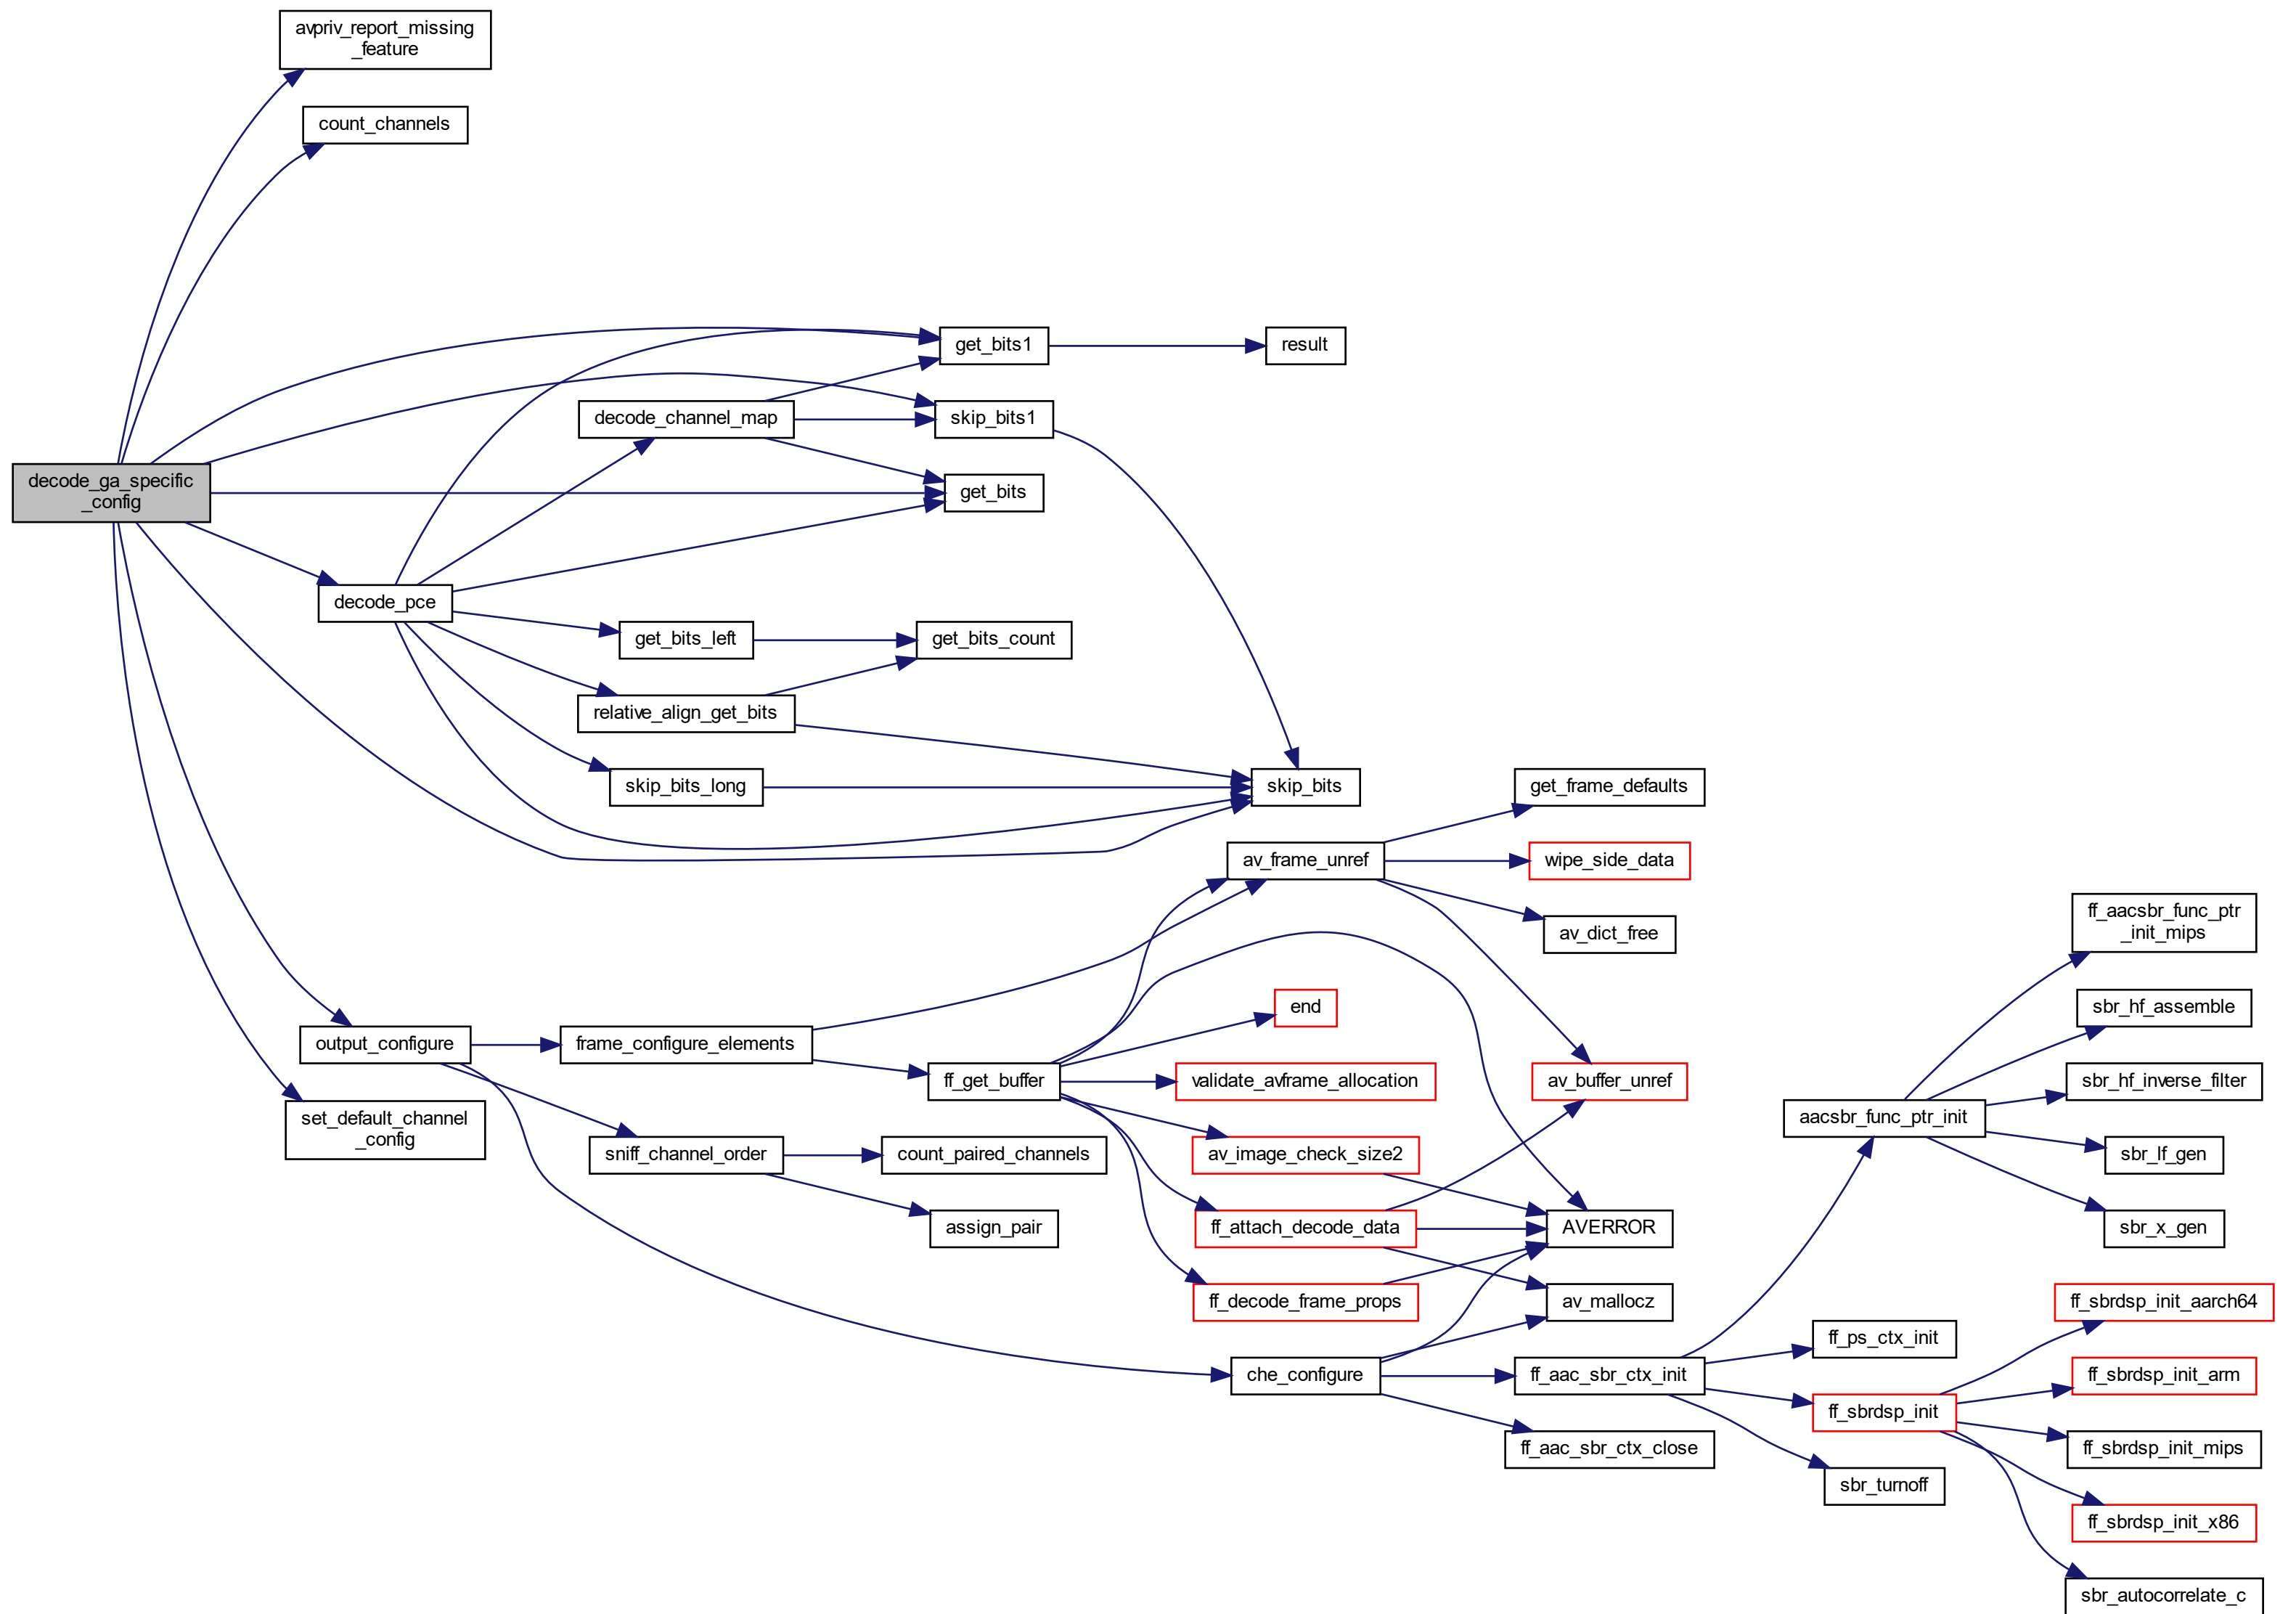 avpriv_report_missing
_feature
count_channels
get_bits1
result
decode_channel_map
skip_bits1
decode_ga_specific
_config
get_bits
decode_pce
get_bits_left
get_bits_count
relative_align_get_bits
skip_bits_long
skip_bits
get_frame_defaults
av_frame_unref
wipe_side_data
av_dict_free
ff_aacsbr_func_ptr
_init_mips
end
sbr_hf_assemble
output_configure
frame_configure_elements
ff_get_buffer
validate_avframe_allocation
av_buffer_unref
sbr_hf_inverse_filter
set_default_channel
_config
aacsbr_func_ptr_init
sniff_channel_order
count_paired_channels
av_image_check_size2
sbr_lf_gen
assign_pair
ff_attach_decode_data
AVERROR
sbr_x_gen
ff_decode_frame_props
av_mallocz
ff_sbrdsp_init_aarch64
ff_ps_ctx_init
che_configure
ff_aac_sbr_ctx_init
ff_sbrdsp_init_arm
ff_sbrdsp_init
ff_aac_sbr_ctx_close
ff_sbrdsp_init_mips
sbr_turnoff
ff_sbrdsp_init_x86
sbr_autocorrelate_c